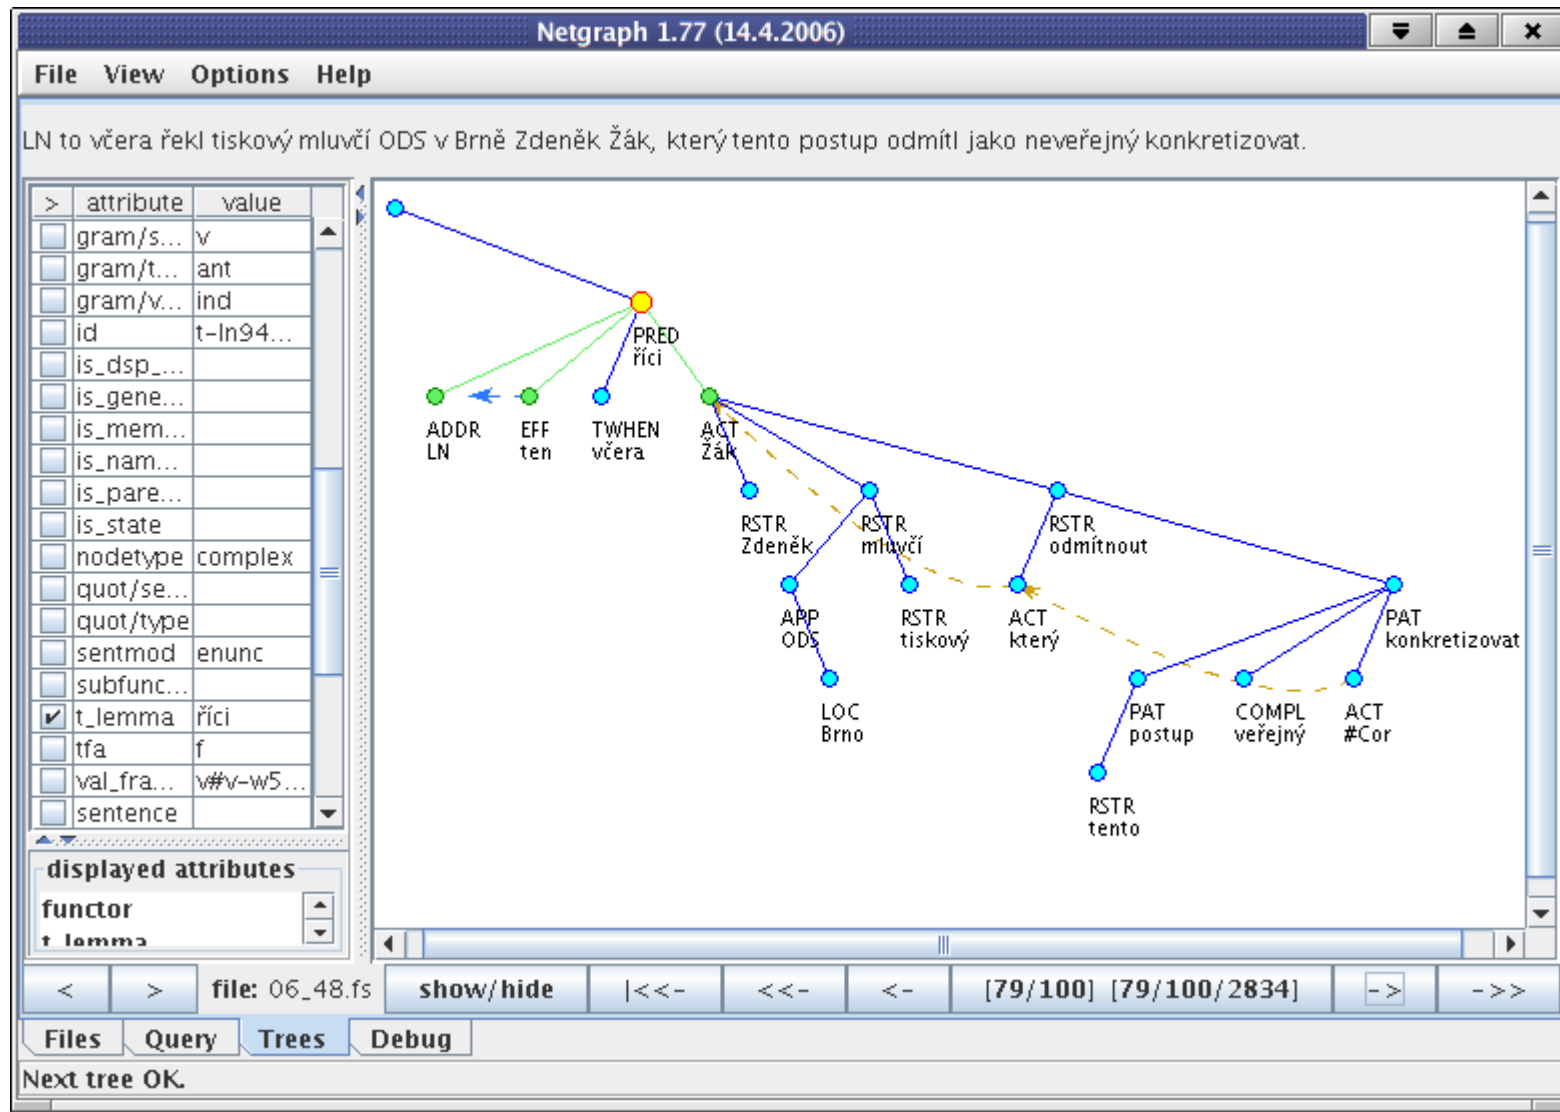 Netgraph 1.77 (14.4.2006)
File View Options Help
LN to včera řekl tiskový mluvčí ODS v Brně Zdeněk Žák, který tento postup odmítl jako neveřejný konkretizovat.
> attribute value
gram/s... v
gram/t... ant
gram/v... ind
id t-ln94...
is_dsp_...
is_gene...
is_mem...
is_nam...
is_pare...
is_state
nodetype complex
quot/se...
quot/type
sentmod enunc
subfunc...
t_lemma říci
tfa f
val_fra... v#v-w5...
sentence
displayed attributes
functor
t_lemma
PRED
říci
ADDR EFF TWHEN ACT
LN ten včera Žák
RSTR RSTR RSTR
Zdeněk mluvčí odmítnout
APP RSTR ACT PAT
ODS tiskový který konkretizovat
LOC PAT COMPL ACT
Brno postup veřejný #Cor
RSTR
tento
< > file: 06_48.fs show/hide |<<- <<- <- [79/100] [79/100/2834] -> ->>
Files Query Trees Debug
Next tree OK.